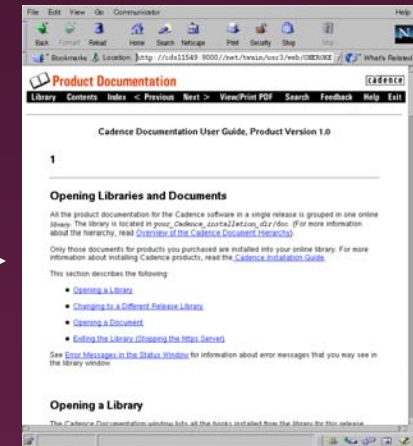 File Edit View Go Communicator Help
Back Forward Reload Home Search Netscape Print Security Stop
Bookmarks Location: http://cds11549:9000//net/twain/usr3/web/ What's Related
Product Documentation cadence
Library Contents Index < Previous Next > View/Print PDF Search Feedback Help Exit
Cadence Documentation User Guide, Product Version 1.0
1
Opening Libraries and Documents
All the product documentation for the Cadence software in a single release is grouped in one online
library. The library is located in your_Cadence_installation_dir/doc. (For more information
about the hierarchy, read Overview of the Cadence Document Hierarchy).
Only those documents for products you purchased are installed into your online library. For more
information about installing Cadence products, read the Cadence Installation Guide.
This section describes the following:
Opening a Library
Changing to a Different Release Library
Opening a Document
Exiting the Library (Stopping the https Server)
See Error Messages in the Status Window for information about error messages that you may see in
the library window.
Opening a Library
The Cadence Documentation window lists all the books installed from the library for this release.